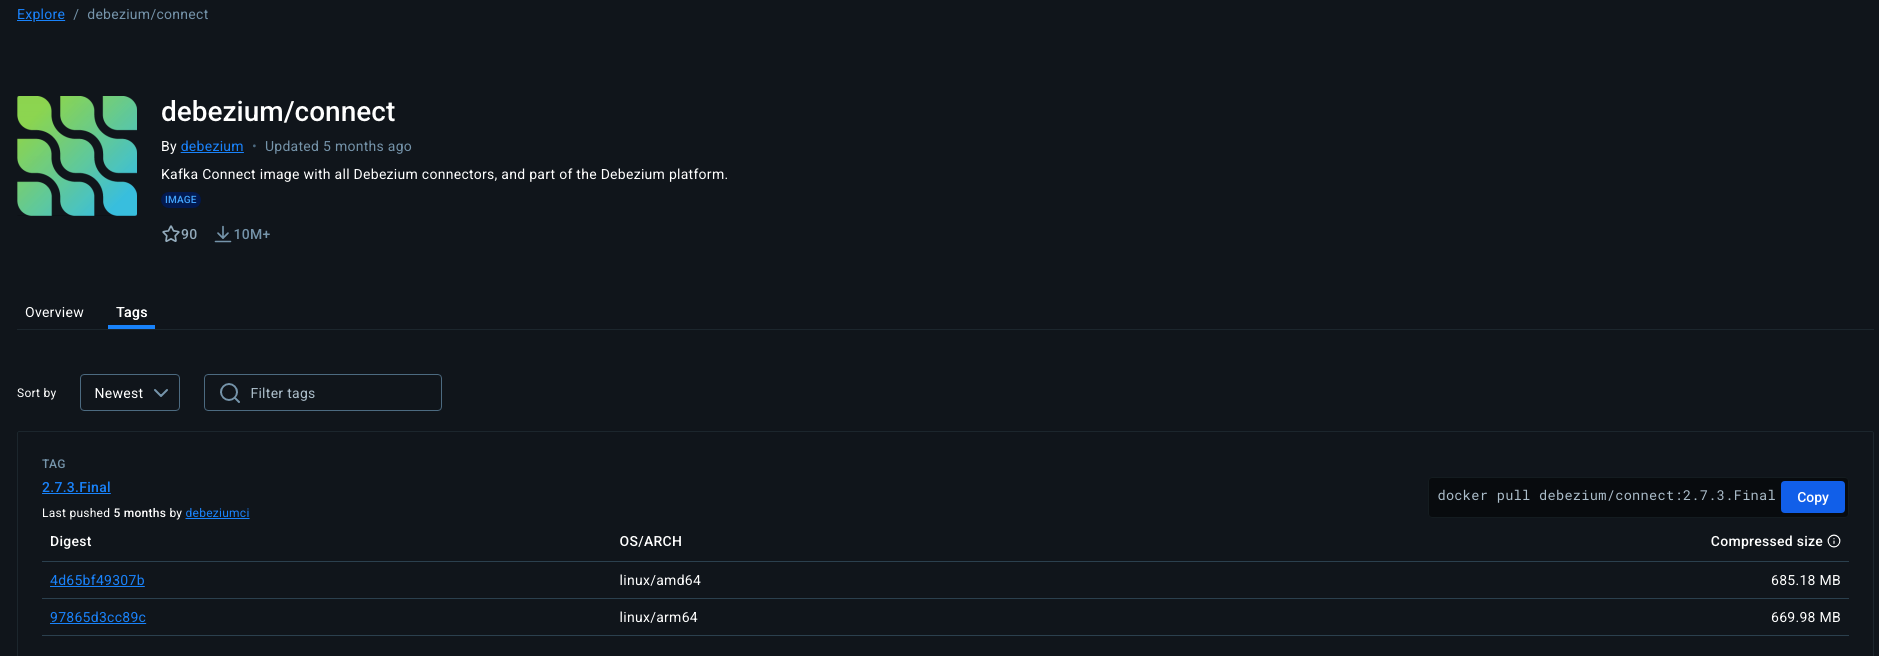 Explore / debezium/connect
debezium/connect
By debezium • Updated 5 months ago
Kafka Connect image with all Debezium connectors, and part of the Debezium platform.
IMAGE
90 10M+
Overview Tags
Sort by Newest Filter tags
TAG
2.7.3.Final
docker pull debezium/connect:2.7.3.Final Copy
Last pushed 5 months by debeziumci
Digest OS/ARCH Compressed size
4d65bf49307b linux/amd64 685.18 MB
97865d3cc89c linux/arm64 669.98 MB